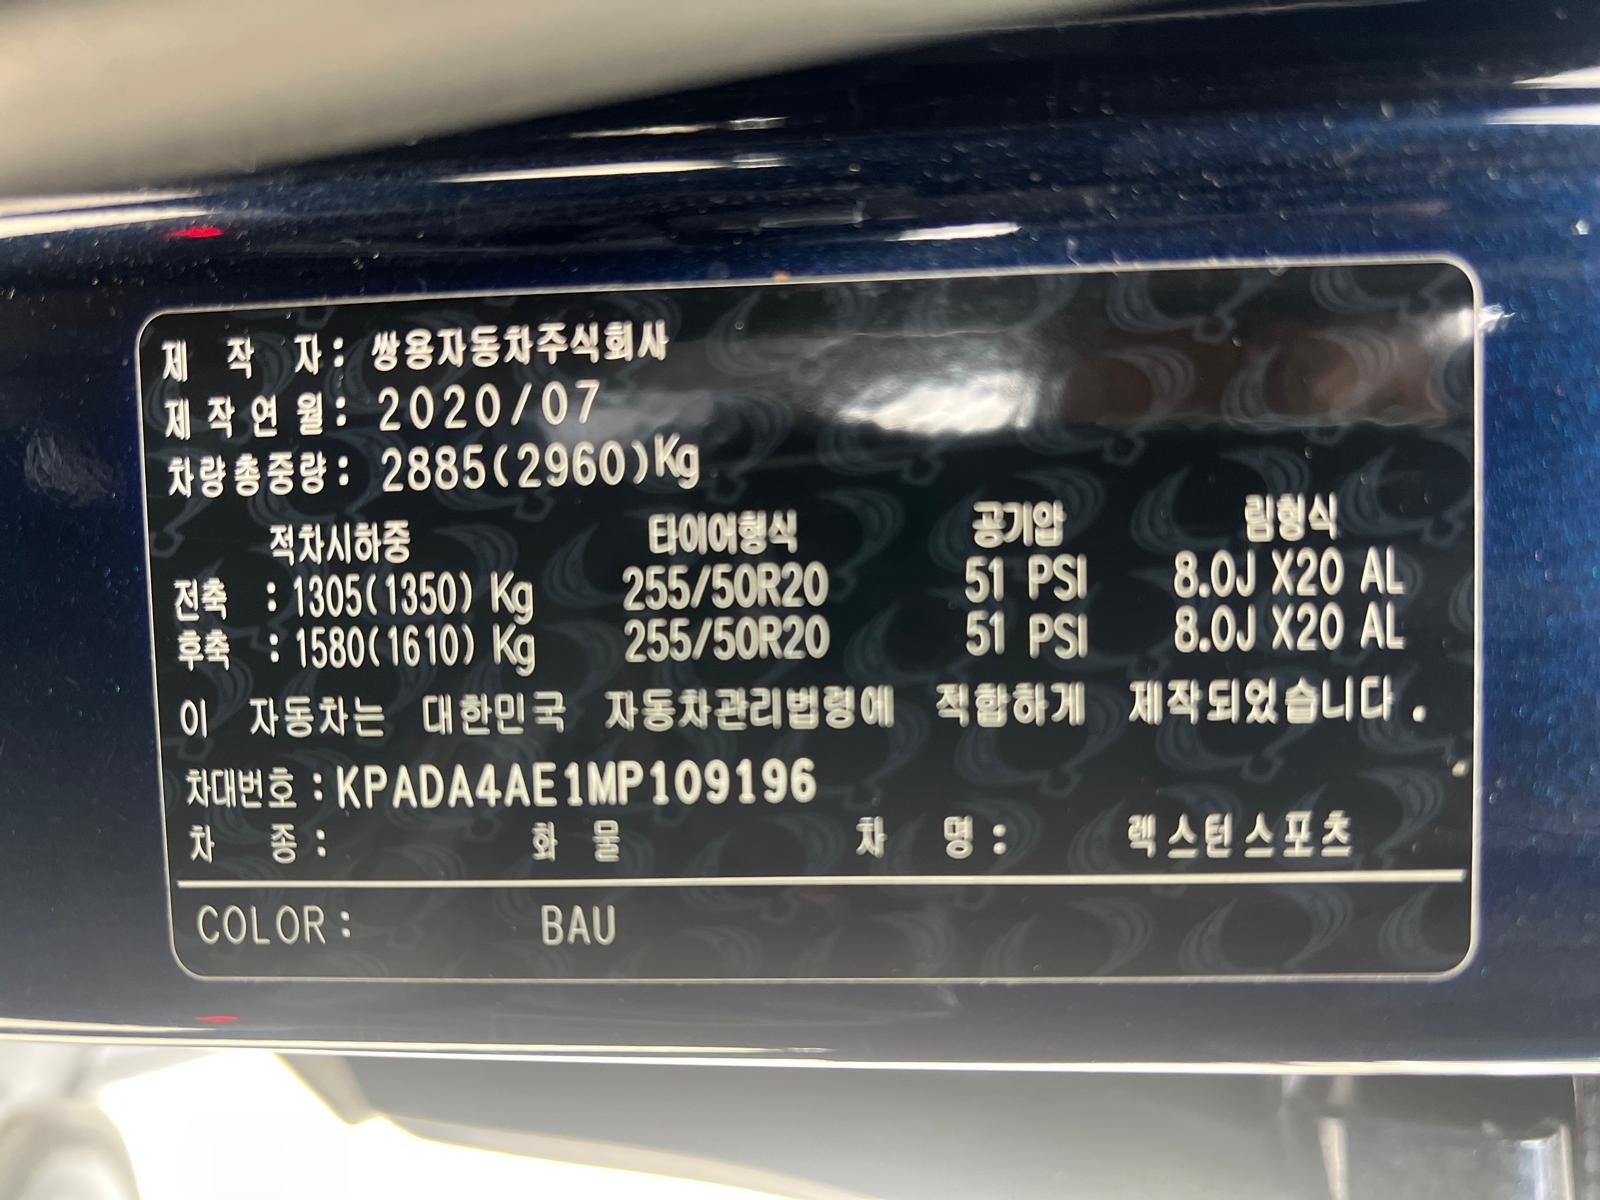 제 작 자 : 쌍용자동차주식회사
제작연월 : 2020/07
차량총중량 : 2885(2960)Kg
적차시하중 타이어형식 공기압 림형식
전축 : 1305(1350) Kg 255/50R20 51 PSI 8.0J X20 AL
후축 : 1580(1610) Kg 255/50R20 51 PSI 8.0J X20 AL
이 자동차는 대한민국 자동차관리법령에 적합하게 제작되었습니다.
차대번호 : KPADA4AE1MP109196
차 종 : 화 물 차 명 : 렉스턴스포츠
COLOR : BAU